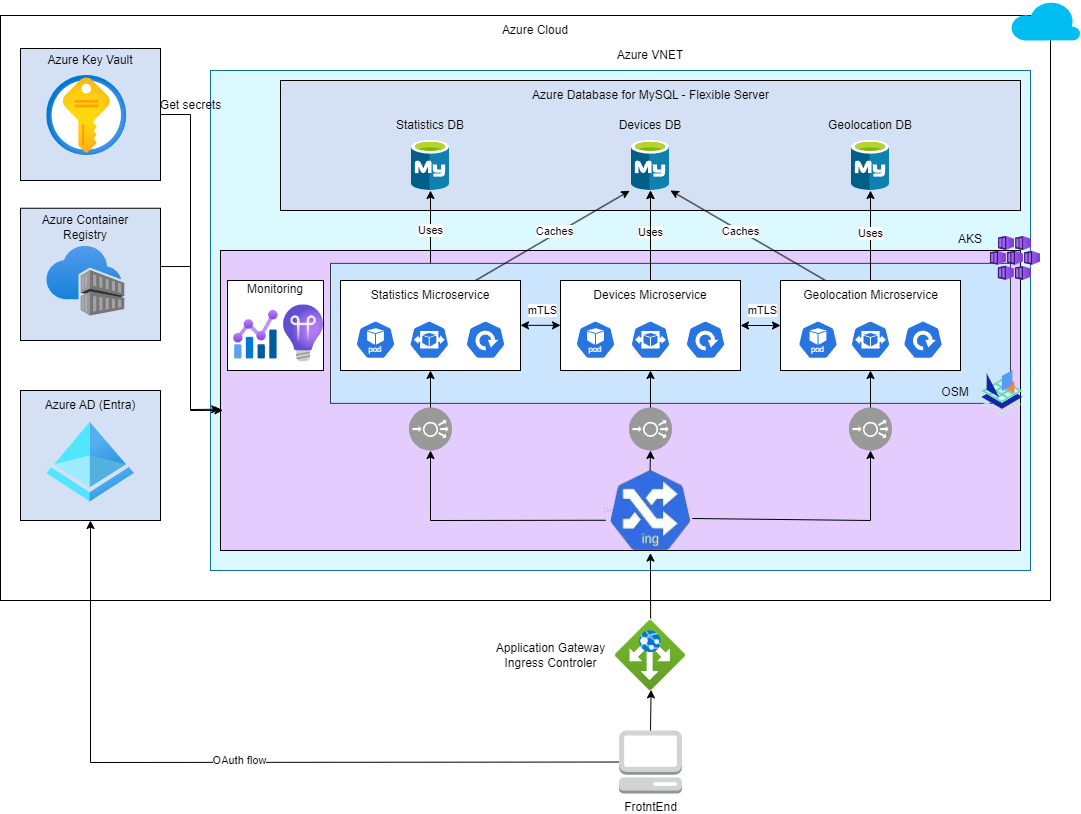 Azure Cloud
Azure Key Vault
Get secrets
Azure Container
Registry
Azure AD (Entra)
Azure VNET
Azure Database for MySQL - Flexible Server
Statistics DB
Devices DB
Geolocation DB
My
My
My
Uses
Caches
Uses
Caches
Uses
AKS
Monitoring
Statistics Microservice
pod
mTLS
Devices Microservice
pod
mTLS
Geolocation Microservice
pod
OSM
ing
Application Gateway
Ingress Controler
OAuth flow
FrotntEnd